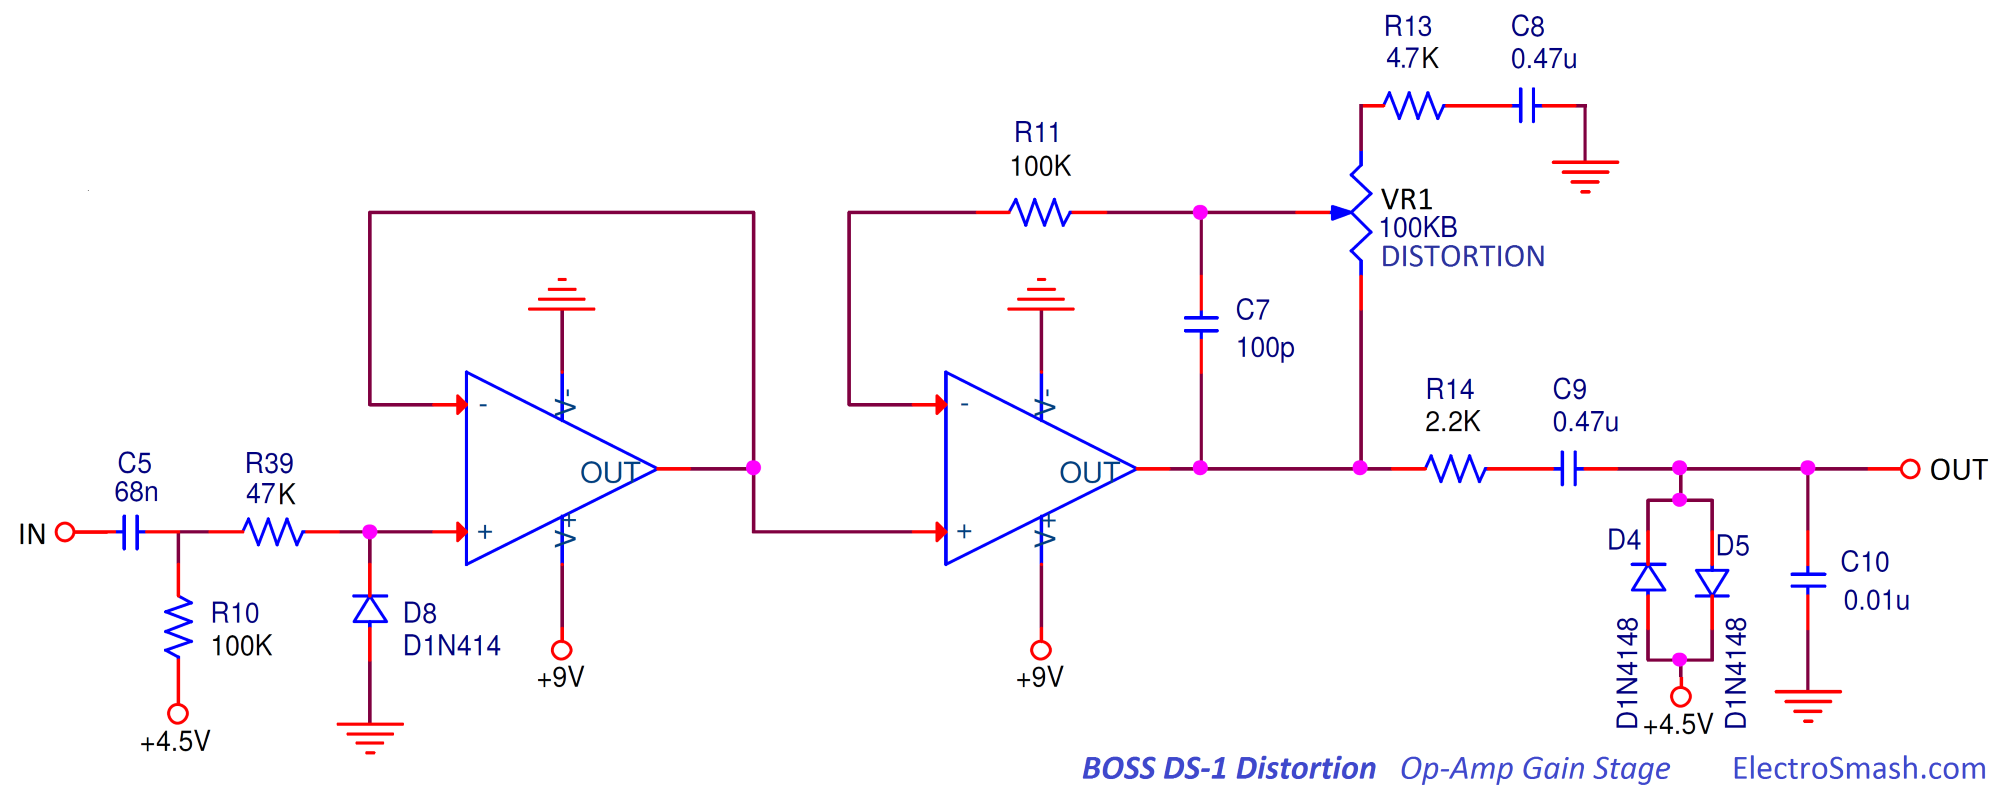 R13
4.7K
C8
0.47u
R11
100K
VR1
100KB
DISTORTION
C7
100p
R14
2.2K
C9
0.47u
-
V-
OUT
+
V+
-
V-
OUT
+
V+
C5
68n
R39
47K
IN
OUT
R10
100K
D8
D1N414
+4.5V
+9V
+9V
D4
D1N4148
D5
D1N4148
+4.5V
C10
0.01u
BOSS DS-1 Distortion Op-Amp Gain Stage ElectroSmash.com